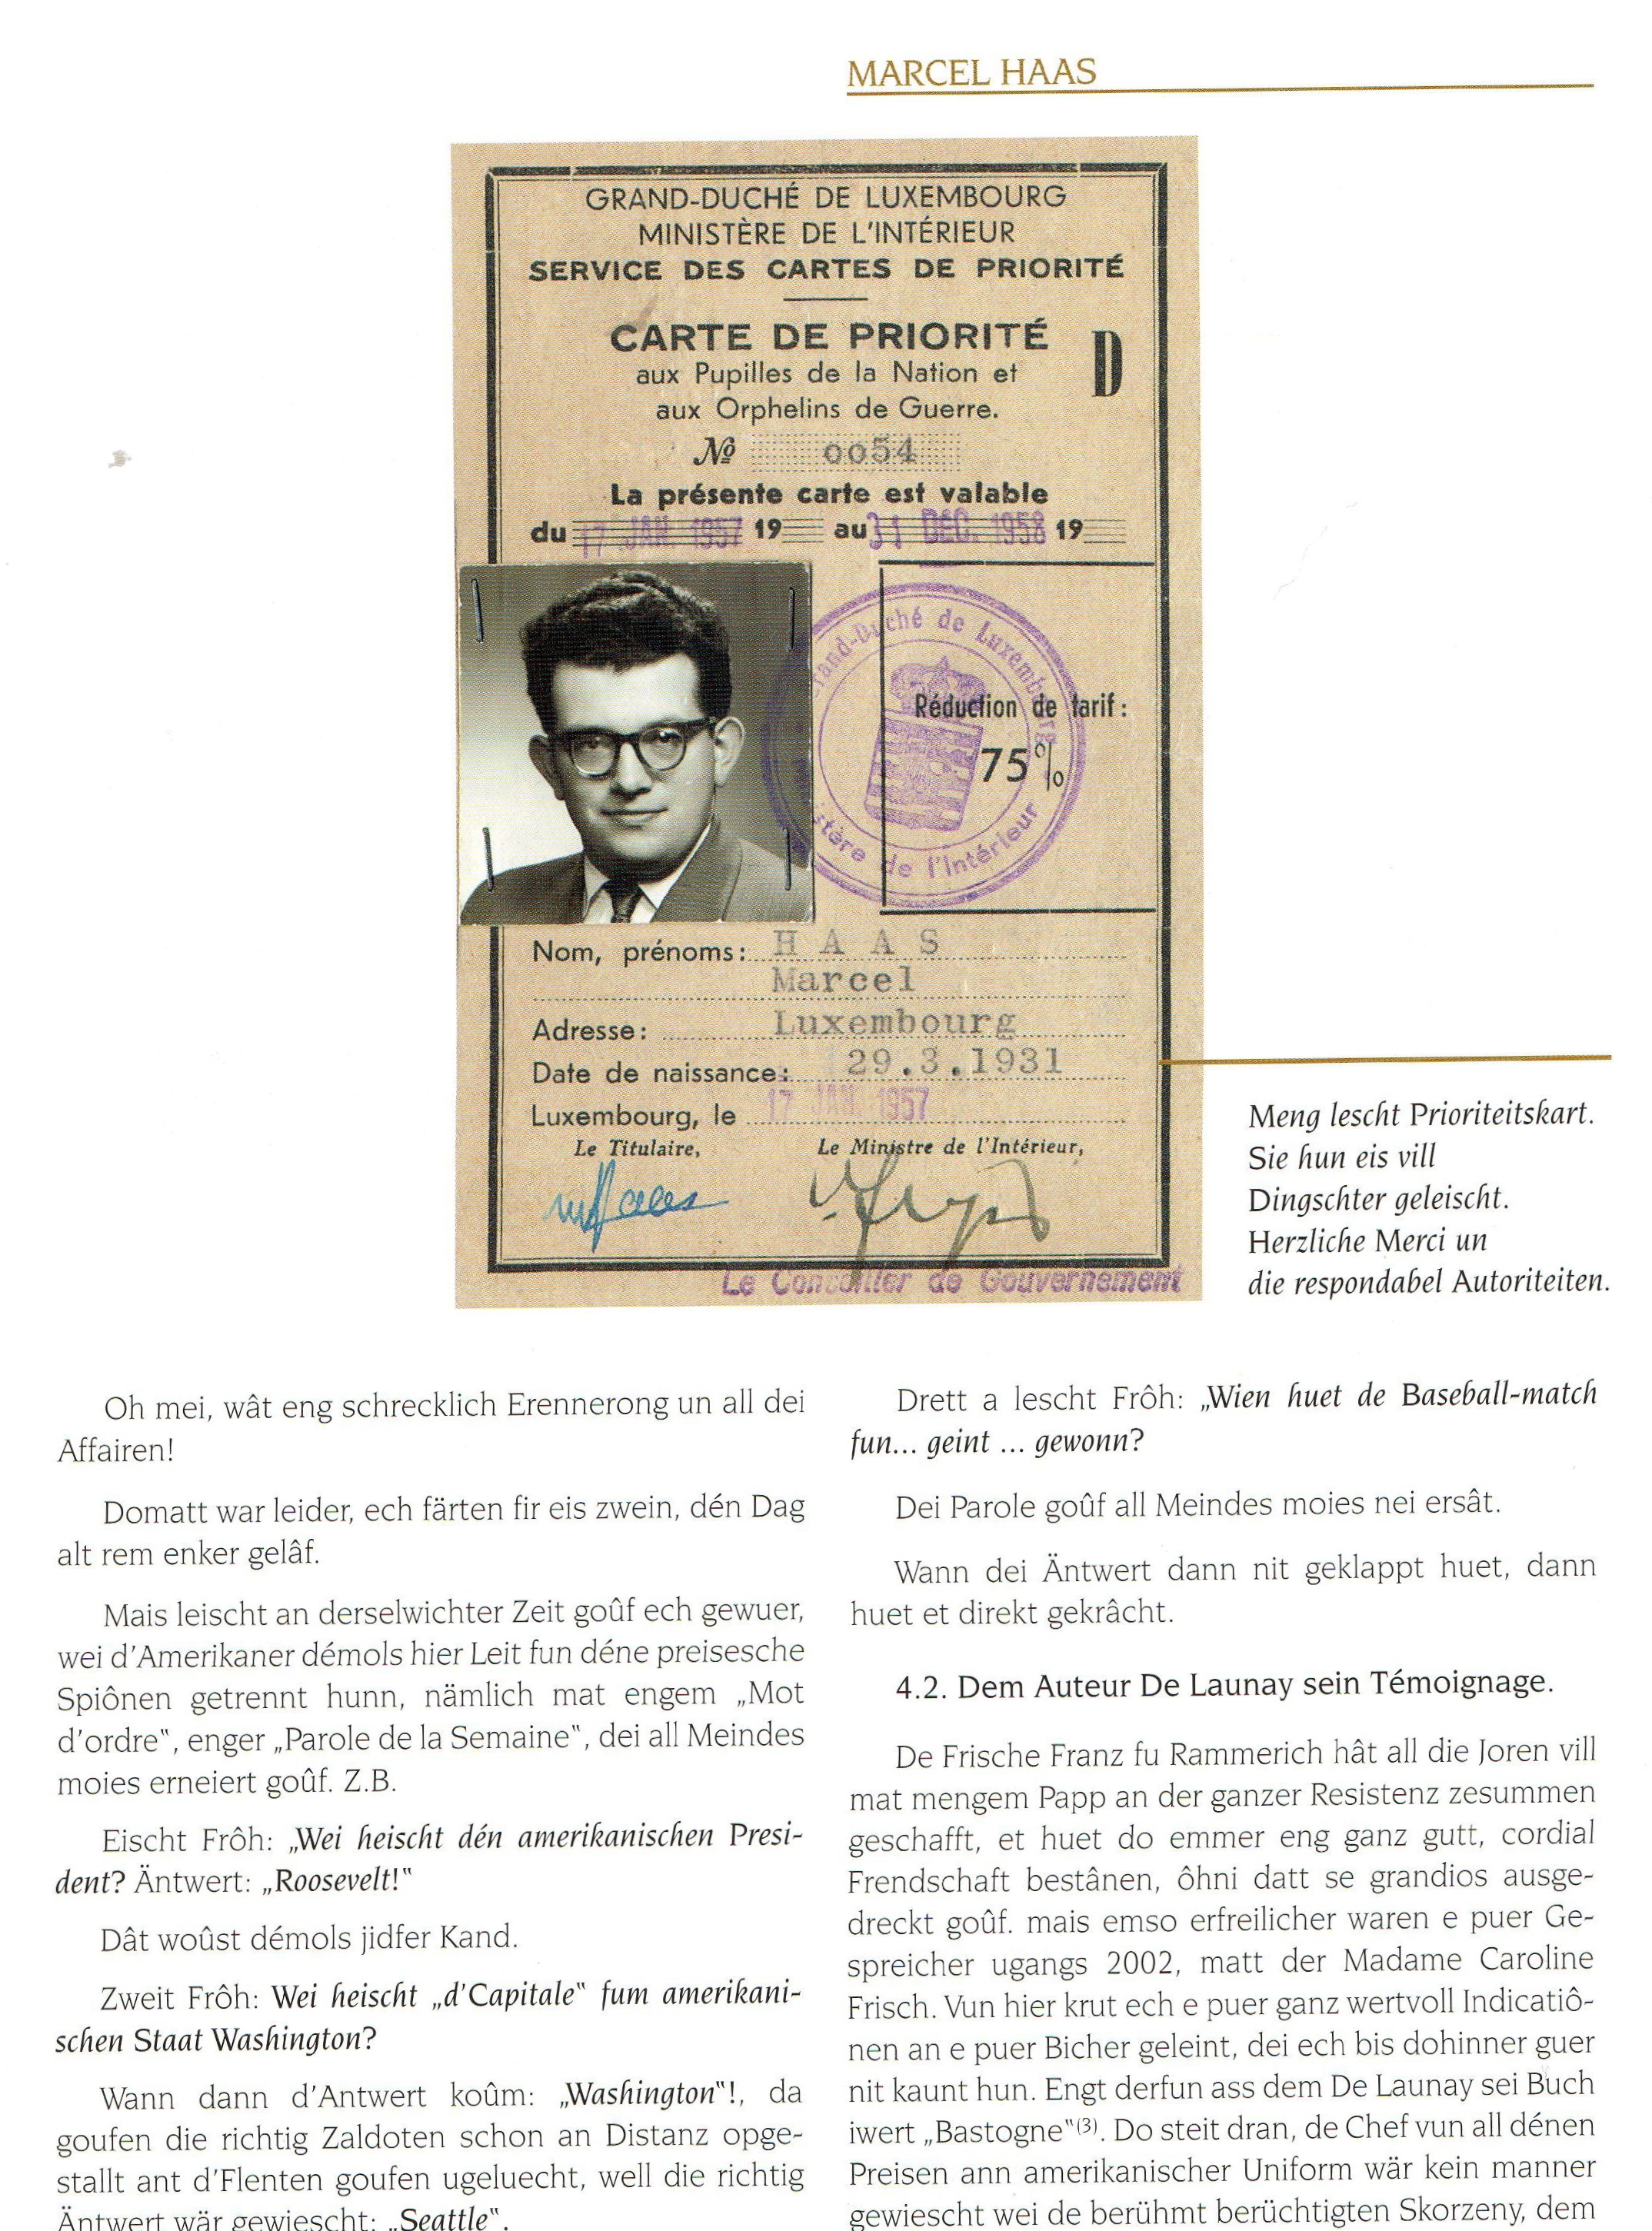 MARCEL HAAS
GRAND-DUCHÉ DE LUXEMBOURG
MINISTÈRE DE L'INTÉRIEUR
SERVICE DES CARTES DE PRIORITÉ
CARTE DE PRIORITÉ
D
aux Pupilles de la Nation et
aux Orphelins de Guerre.
Nº 0054
La présente carte est valable
du 17 JAN. 1957 19 au 31 DÉC. 1958 19
Grand-Duché de Luxembourg
Réduction de tarif:
75%
de l'Intérieur
Nom, prénoms: HAAS
Marcel
Adresse: Luxembourg
Date de naissance: 29.3.1931
Luxembourg, le 17 JAN. 1957
Le Titulaire, Le Ministre de l'Intérieur,
Le Conseiller de Gouvernement
Meng lescht Prioriteitskart.
Sie hun eis vill
Dingschter geleischt.
Herzliche Merci un
die respondabel Autoriteiten.
Oh mei, wât eng schrecklich Erennerong un all dei
Affairen!
Domatt war leider, ech färten fir eis zwein, dén Dag
alt rem enker gelâf.
Mais leischt an derselwichter Zeit goûf ech gewuer,
wei d'Amerikaner démols hier Leit fun déne preisesche
Spiônen getrennt hunn, nämlich mat engem „Mot
d'ordre‟, enger „Parole de la Semaine‟, dei all Meindes
moies erneiert goûf. Z.B.
Eischt Frôh: „Wei heischt dén amerikanischen Presi-
dent? Äntwert: „Roosevelt!‟
Dât woûst démols jidfer Kand.
Zweit Frôh: Wei heischt „d'Capitale‟ fum amerikani-
schen Staat Washington?
Wann dann d'Antwert koûm: „Washington‟!, da
goufen die richtig Zaldoten schon an Distanz opge-
stallt ant d'Flenten goufen ugeluecht, well die richtig
Äntwert wär gewiescht: „Seattle‟.
Drett a lescht Frôh: „Wien huet de Baseball-match
fun... geint ... gewonn?
Dei Parole goûf all Meindes moies nei ersât.
Wann dei Äntwert dann nit geklappt huet, dann
huet et direkt gekrâcht.
4.2. Dem Auteur De Launay sein Témoignage.
De Frische Franz fu Rammerich hât all die Joren vill
mat mengem Papp an der ganzer Resistenz zesummen
geschafft, et huet do emmer eng ganz gutt, cordial
Frendschaft bestânen, ôhni datt se grandios ausge-
dreckt goûf. mais emso erfreilicher waren e puer Ge-
spreicher ugangs 2002, matt der Madame Caroline
Frisch. Vun hier krut ech e puer ganz wertvoll Indicatiô-
nen an e puer Bicher geleint, dei ech bis dohinner guer
nit kaunt hun. Engt derfun ass dem De Launay sei Buch
iwert „Bastogne‟(3). Do steit dran, de Chef vun all dénen
Preisen ann amerikanischer Uniform wär kein manner
gewiescht wei de berühmt berüchtigten Skorzeny, dem